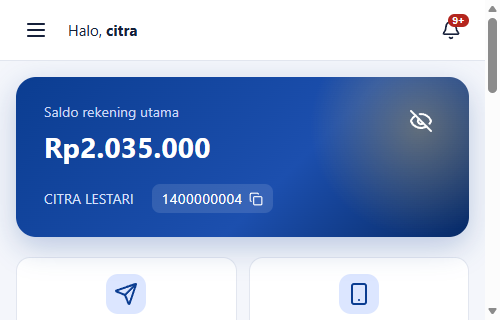 Halo, citra
9+
Saldo rekening utama
Rp2.035.000
CITRA LESTARI 1400000004